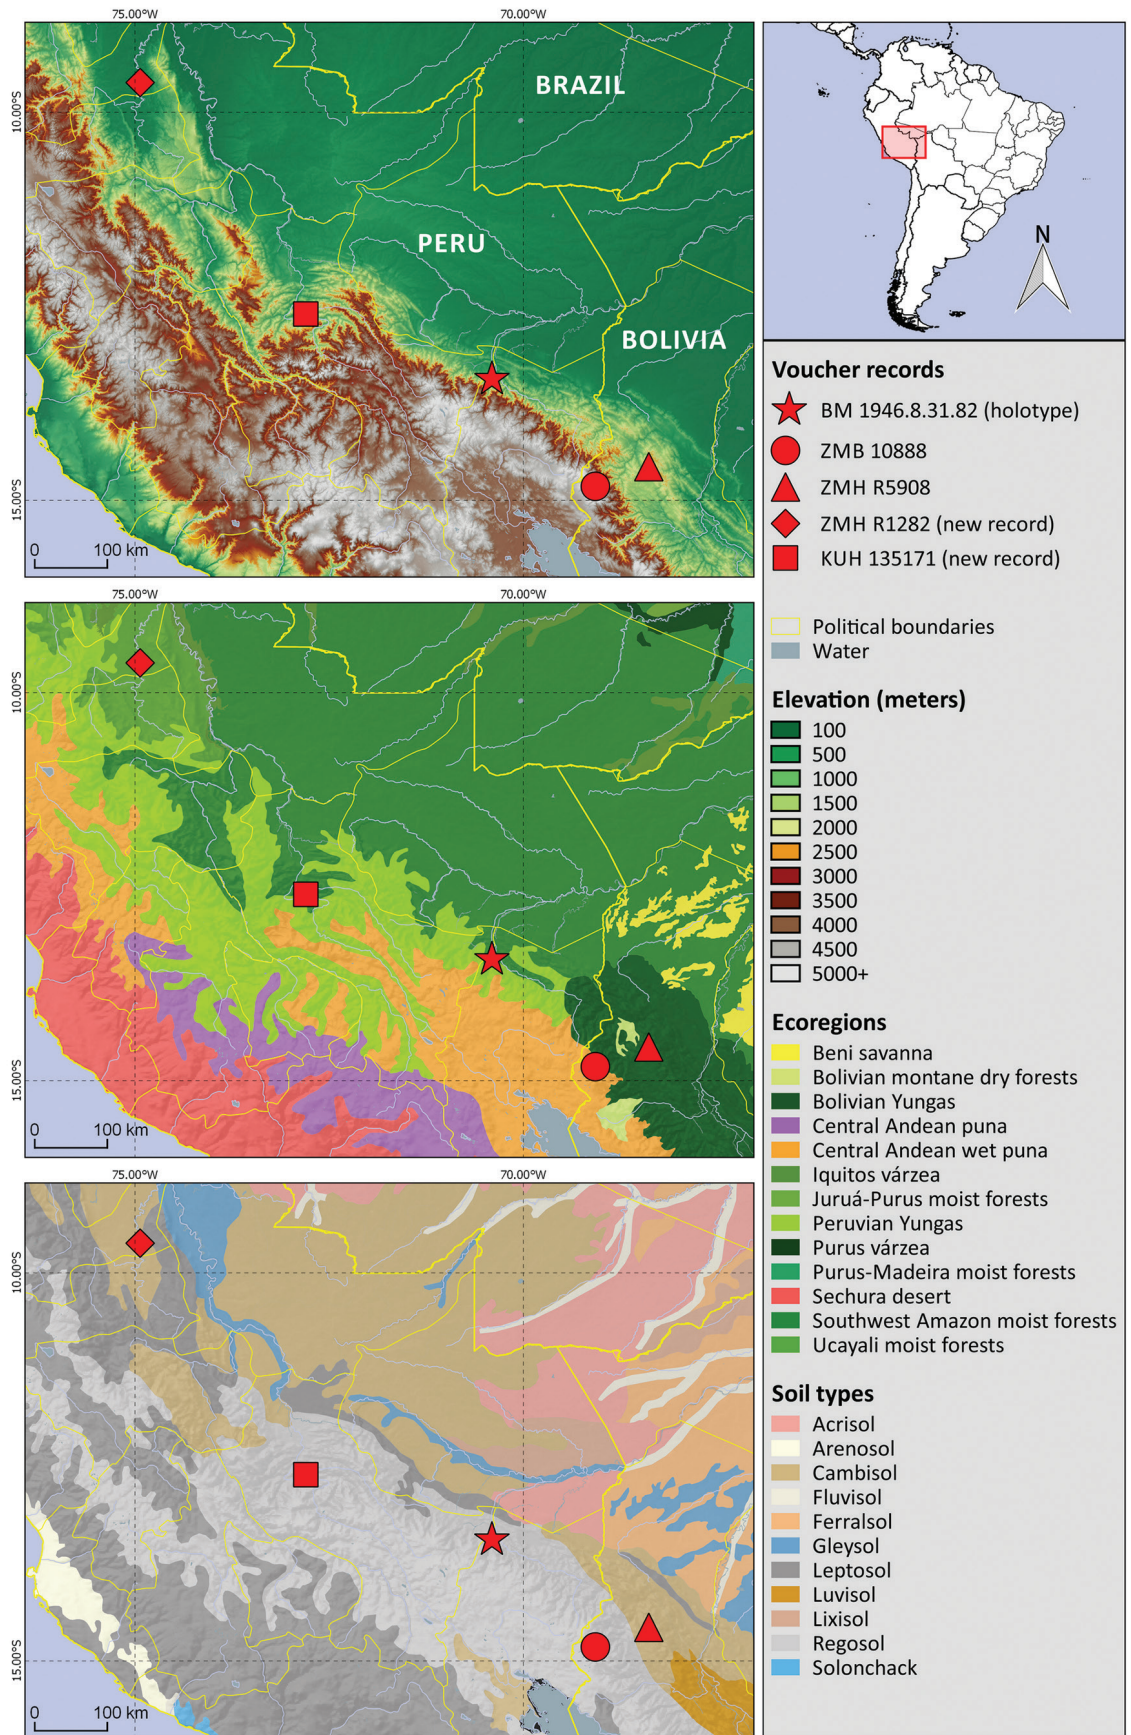 75.00°W 70.00°W
10.00°S
15.00°S
BRAZIL
PERU
BOLIVIA
0 100 km
75.00°W 70.00°W
10.00°S
15.00°S
0 100 km
75.00°W 70.00°W
10.00°S
15.00°S
0 100 km
N
Voucher records
BM 1946.8.31.82 (holotype)
ZMB 10888
ZMH R5908
ZMH R1282 (new record)
KUH 135171 (new record)
Political boundaries
Water
Elevation (meters)
100
500
1000
1500
2000
2500
3000
3500
4000
4500
5000+
Ecoregions
Beni savanna
Bolivian montane dry forests
Bolivian Yungas
Central Andean puna
Central Andean wet puna
Iquitos várzea
Juruá-Purus moist forests
Peruvian Yungas
Purus várzea
Purus-Madeira moist forests
Sechura desert
Southwest Amazon moist forests
Ucayali moist forests
Soil types
Acrisol
Arenosol
Cambisol
Fluvisol
Ferralsol
Gleysol
Leptosol
Luvisol
Lixisol
Regosol
Solonchack